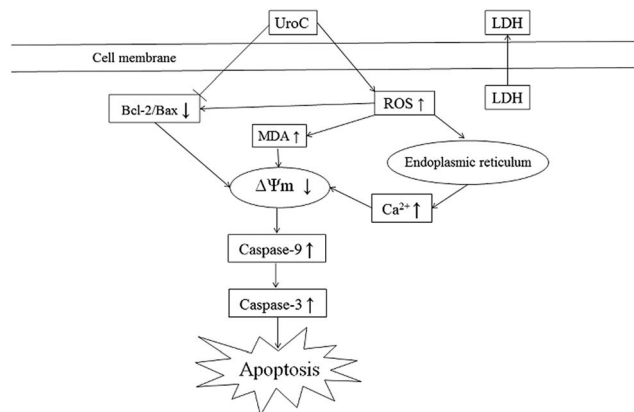 UroC
LDH
Cell membrane
LDH
Bcl-2/Bax ↓
ROS ↑
MDA ↑
Endoplasmic reticulum
ΔΨm ↓
Ca²⁺ ↑
Caspase-9 ↑
Caspase-3 ↑
Apoptosis